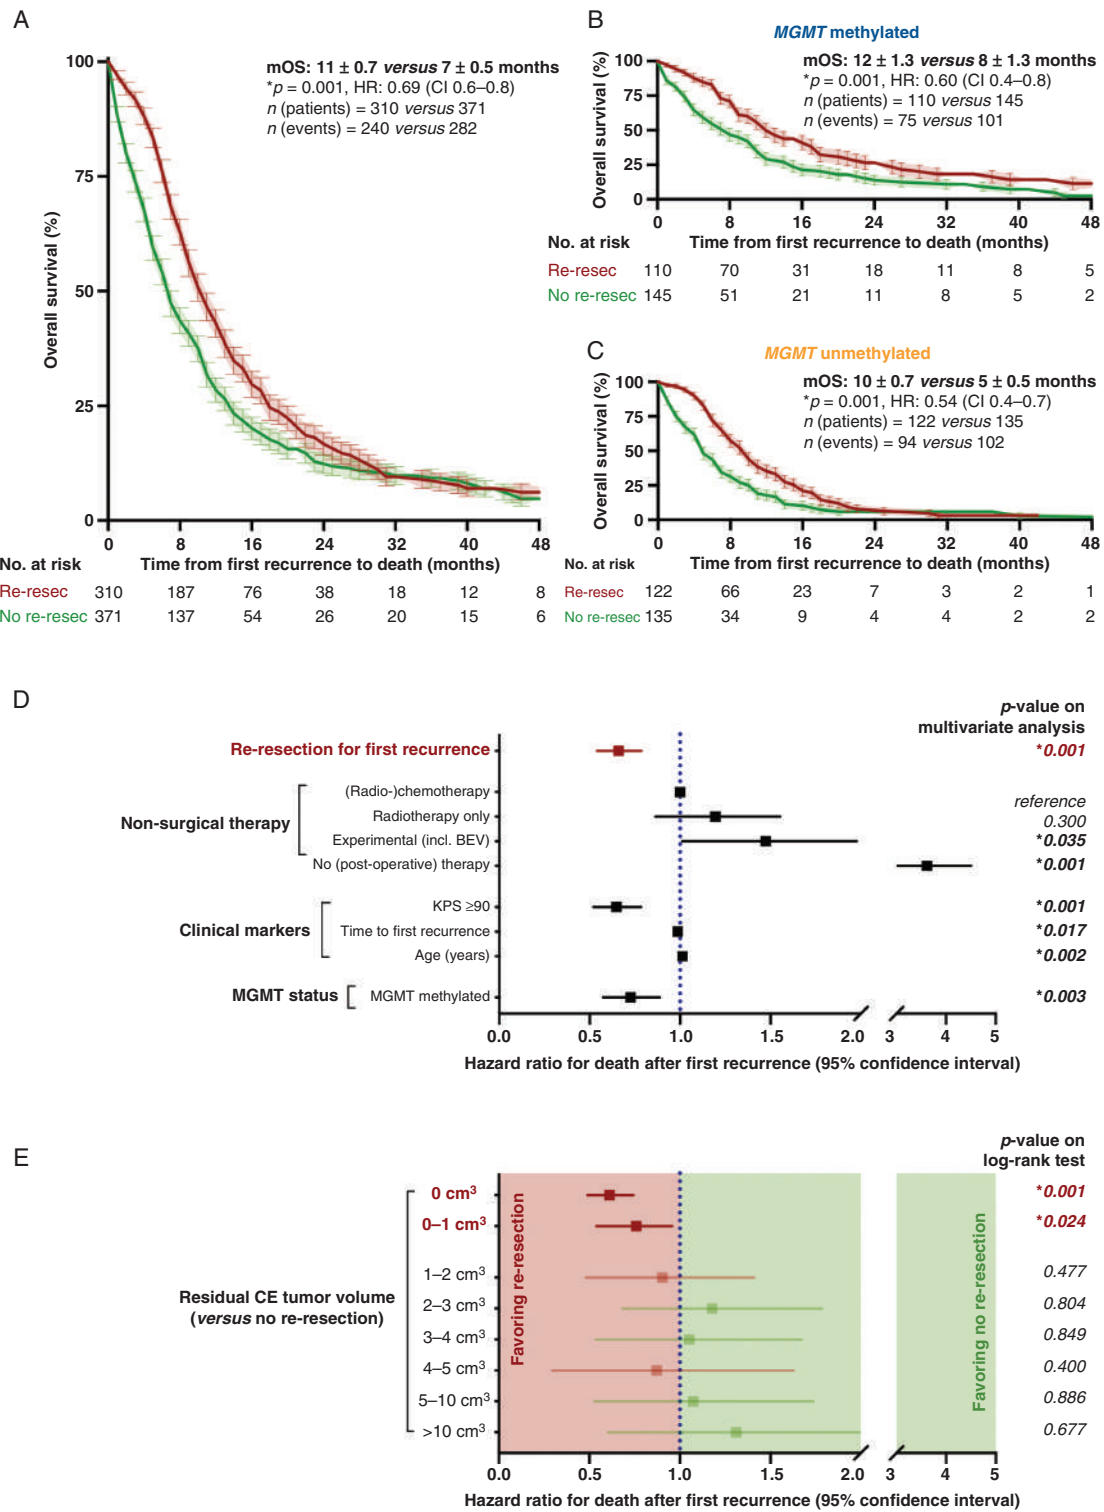 A
100
75
50
25
0
Overall survival (%)
mOS: 11 ± 0.7 versus 7 ± 0.5 months
*p = 0.001, HR: 0.69 (CI 0.6–0.8)
n (patients) = 310 versus 371
n (events) = 240 versus 282
0 8 16 24 32 40 48
No. at risk Time from first recurrence to death (months)
Re-resec 310 187 76 38 18 12 8
No re-resec 371 137 54 26 20 15 6
B
MGMT methylated
100
75
50
25
0
Overall survival (%)
mOS: 12 ± 1.3 versus 8 ± 1.3 months
*p = 0.001, HR: 0.60 (CI 0.4–0.8)
n (patients) = 110 versus 145
n (events) = 75 versus 101
0 8 16 24 32 40 48
No. at risk Time from first recurrence to death (months)
Re-resec 110 70 31 18 11 8 5
No re-resec 145 51 21 11 8 5 2
C
MGMT unmethylated
100
75
50
25
0
Overall survival (%)
mOS: 10 ± 0.7 versus 5 ± 0.5 months
*p = 0.001, HR: 0.54 (CI 0.4–0.7)
n (patients) = 122 versus 135
n (events) = 94 versus 102
0 8 16 24 32 40 48
No. at risk Time from first recurrence to death (months)
Re-resec 122 66 23 7 3 2 1
No re-resec 135 34 9 4 4 2 2
D
p-value on
multivariate analysis
Re-resection for first recurrence *0.001
Non-surgical therapy
(Radio-)chemotherapy reference
Radiotherapy only 0.300
Experimental (incl. BEV) *0.035
No (post-operative) therapy *0.001
Clinical markers
KPS ≥90 *0.001
Time to first recurrence *0.017
Age (years) *0.002
MGMT status MGMT methylated *0.003
0.0 0.5 1.0 1.5 2.0 3 4 5
Hazard ratio for death after first recurrence (95% confidence interval)
E
p-value on
log-rank test
Residual CE tumor volume
(versus no re-resection)
0 cm³ *0.001
0–1 cm³ *0.024
1–2 cm³ 0.477
2–3 cm³ 0.804
3–4 cm³ 0.849
4–5 cm³ 0.400
5–10 cm³ 0.886
>10 cm³ 0.677
Favoring re-resection
Favoring no re-resection
0.0 0.5 1.0 1.5 2.0 3 4 5
Hazard ratio for death after first recurrence (95% confidence interval)